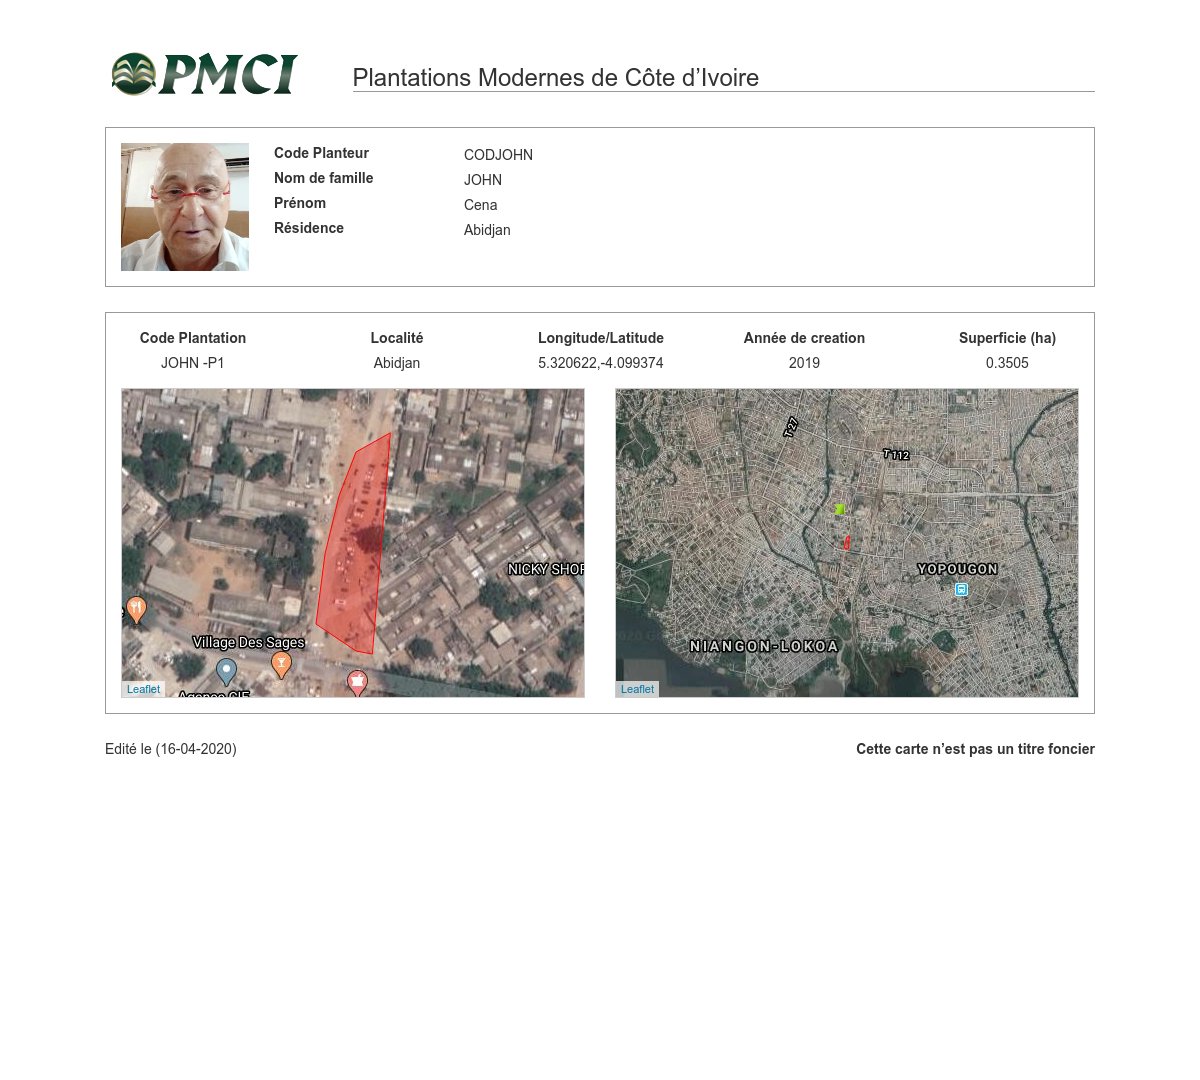 PMCI
Plantations Modernes de Côte d’Ivoire
Code Planteur CODJOHN
Nom de famille JOHN
Prénom Cena
Résidence Abidjan
Code Plantation Localité Longitude/Latitude Année de creation Superficie (ha)
JOHN -P1 Abidjan 5.320622,-4.099374 2019 0.3505
NICKY SHOP
Village Des Sages
Agence CIE
Leaflet
T27
T112
YOPOUGON
NIANGON-LOKOA
Leaflet
Edité le (16-04-2020) Cette carte n’est pas un titre foncier